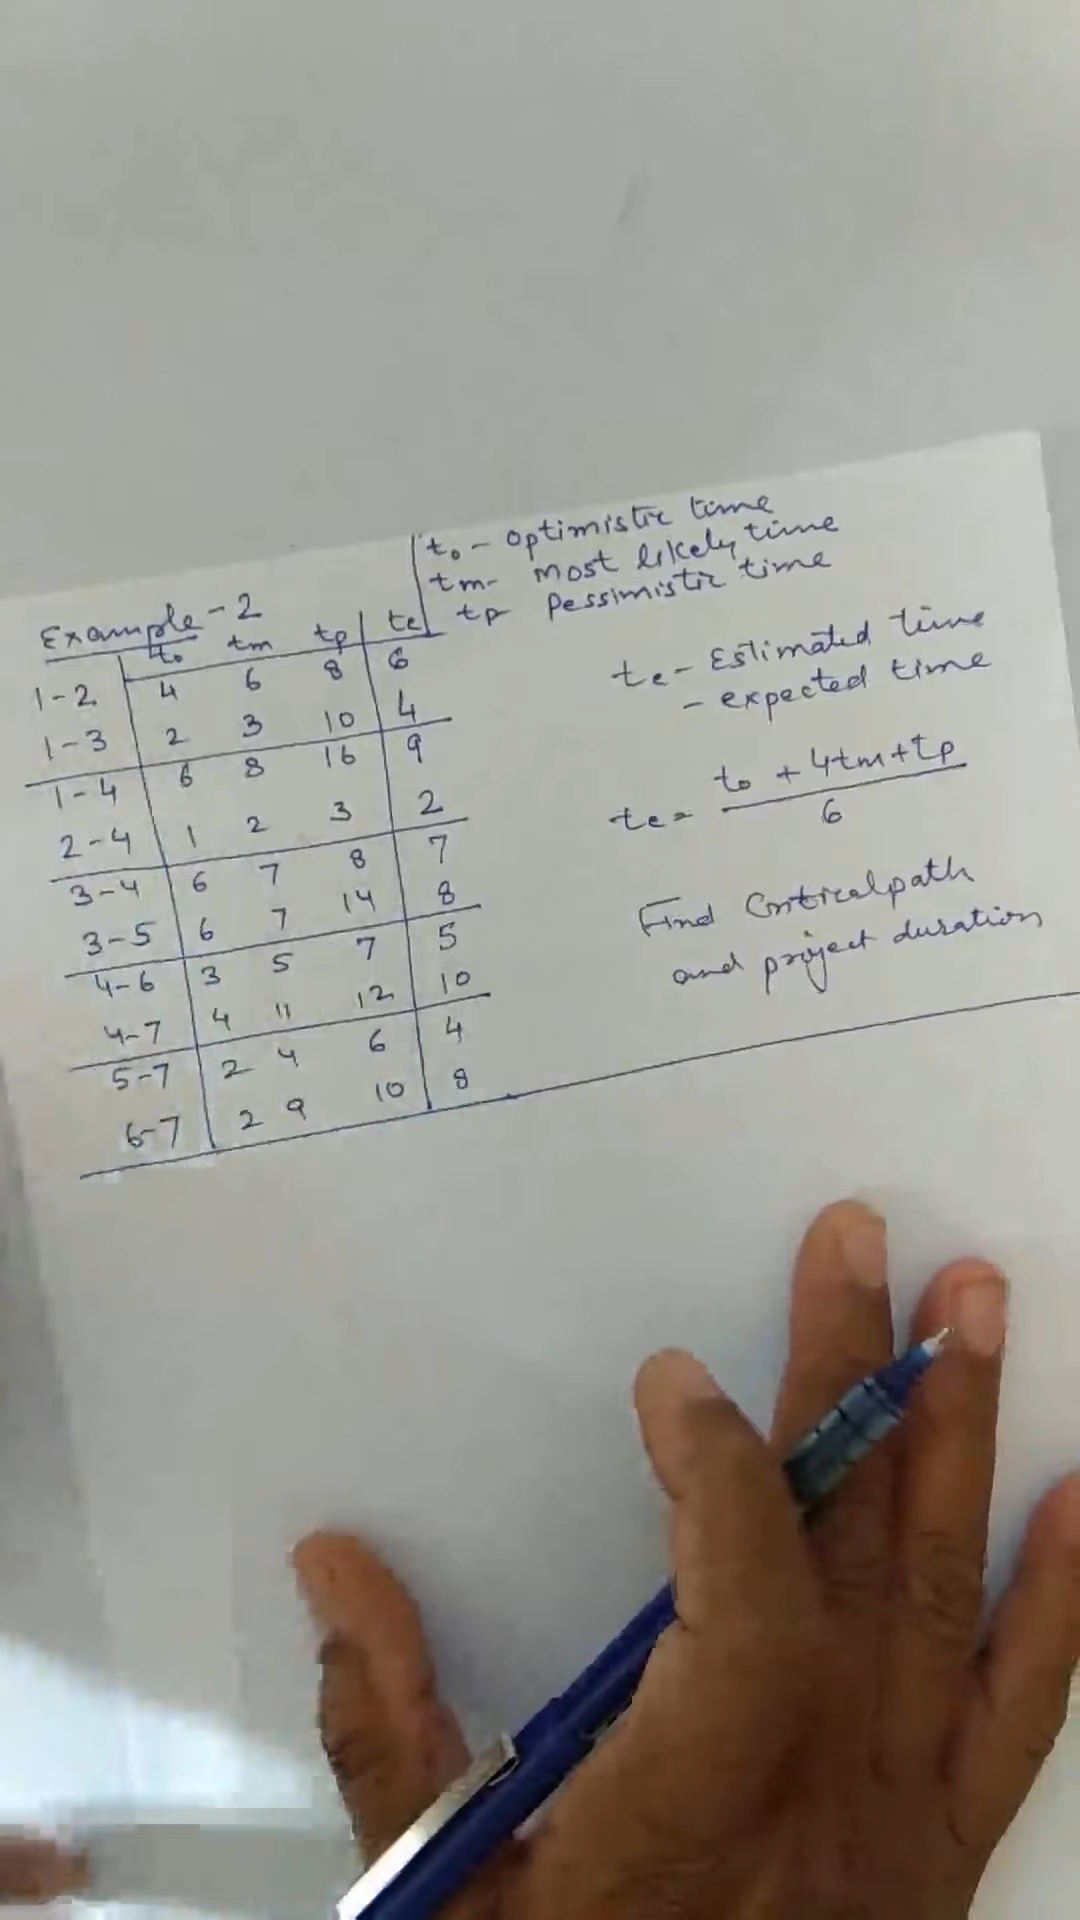 Example-2
to tm tp te
1-2 4 6 8 6
1-3 2 3 10 4
1-4 6 8 16 9
2-4 1 2 3 2
3-4 6 7 8 7
3-5 6 7 14 8
4-6 3 5 7 5
4-7 4 11 12 10
5-7 2 4 6 4
6-7 2 9 10 8
to - optimistic time
tm - most likely time
tp - Pessimistic time
te - Estimated time
- expected time
te = to + 4tm + tp
6
Find Critical path
and project duration